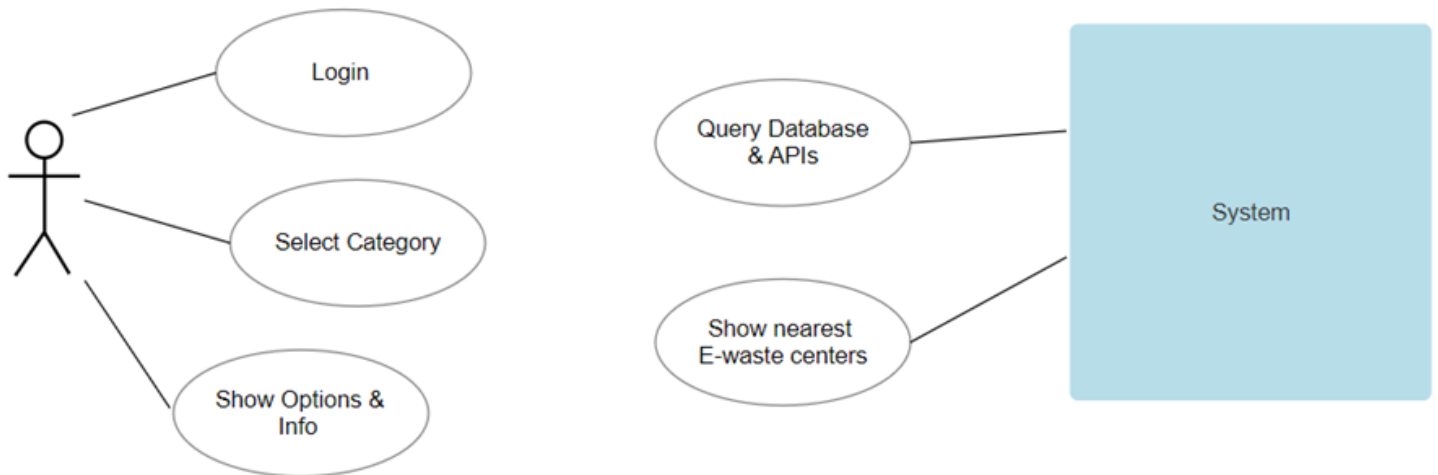 Login
Select Category
Show Options &
Info
Query Database
& APIs
Show nearest
E-waste centers
System